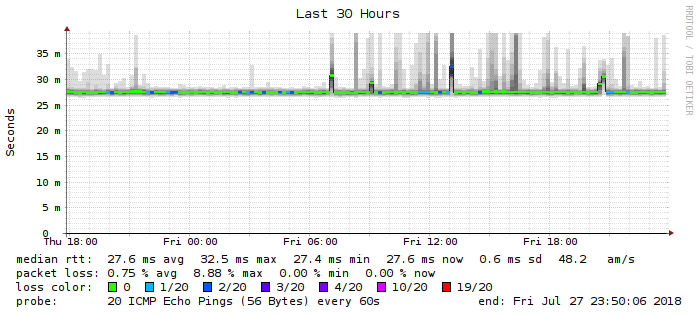 Last 30 Hours
RRDTOOL / TOBI OETIKER
Seconds
35 m
30 m
25 m
20 m
15 m
10 m
5 m
0
Thu 18:00 Fri 00:00 Fri 06:00 Fri 12:00 Fri 18:00
median rtt: 27.6 ms avg 32.5 ms max 27.4 ms min 27.6 ms now 0.6 ms sd 48.2 am/s
packet loss: 0.75 % avg 8.88 % max 0.00 % min 0.00 % now
loss color: 0 1/20 2/20 3/20 4/20 10/20 19/20
probe: 20 ICMP Echo Pings (56 Bytes) every 60s end: Fri Jul 27 23:50:06 2018